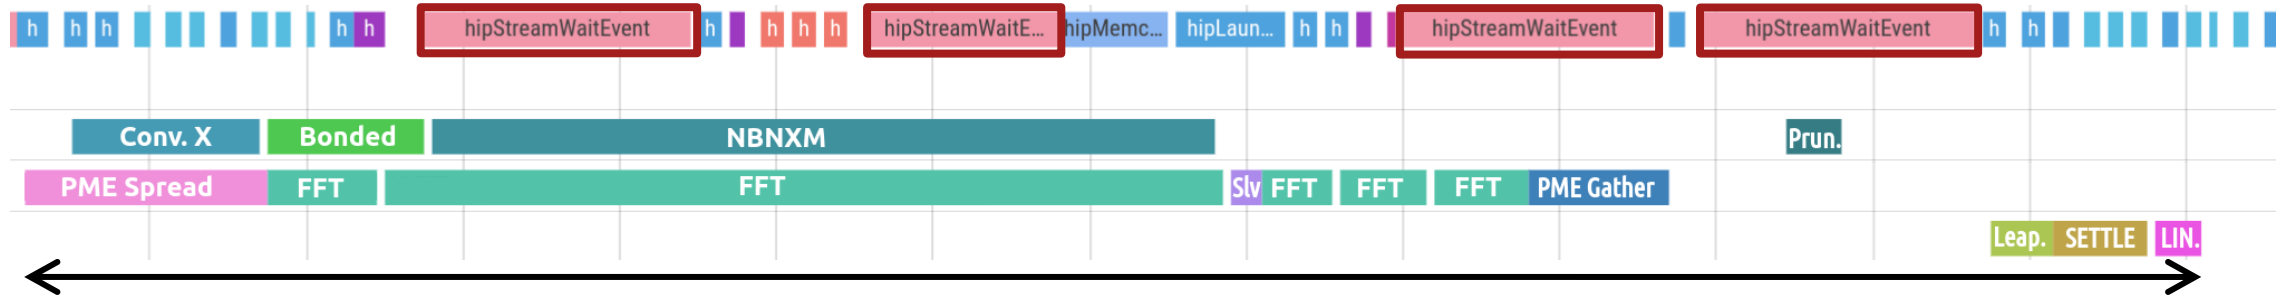 h h h h h hipStreamWaitEvent h h h h hipStreamWaitE... hipMemc... hipLaun... h h hipStreamWaitEvent hipStreamWaitEvent h h
Conv. X Bonded NBNXM Prun.
PME Spread FFT FFT Slv FFT FFT FFT PME Gather
Leap. SETTLE LIN.